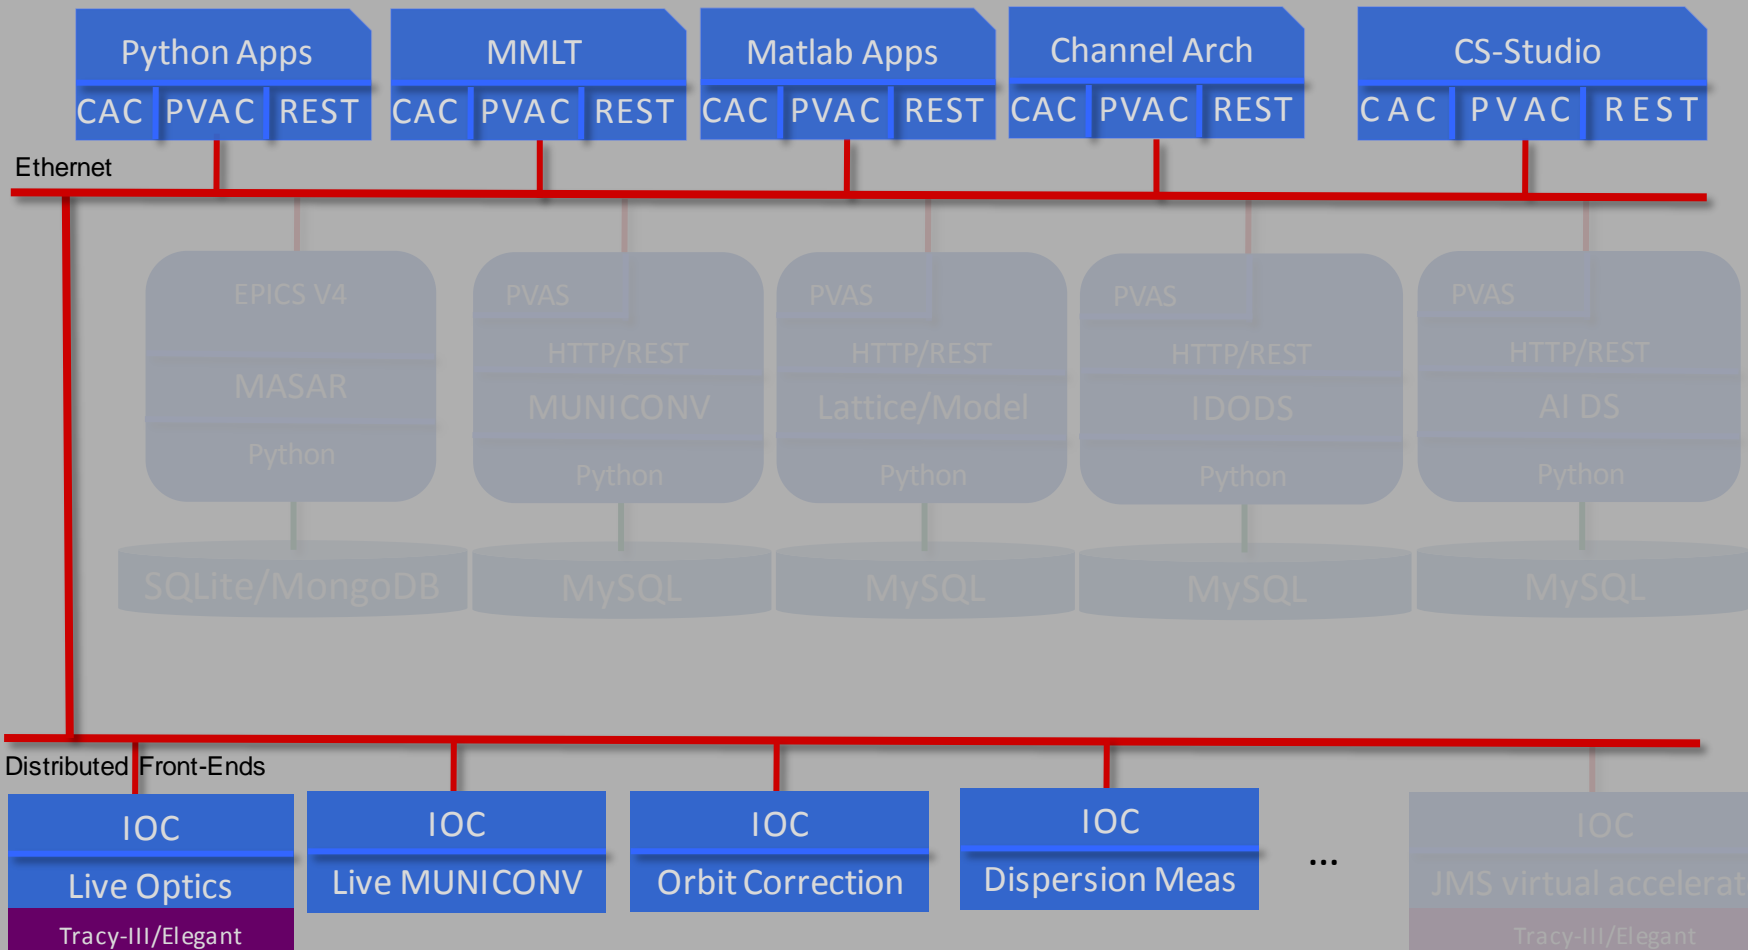 Python Apps MMLT Matlab Apps Channel Arch CS-Studio
CAC PVAC REST CAC PVAC REST CAC PVAC REST CAC PVAC REST CAC PVAC REST
Ethernet
EPICS V4 PVAS PVAS PVAS PVAS
HTTP/REST HTTP/REST HTTP/REST HTTP/REST
MASAR MUNICONV Lattice/Model IDODS AI DS
Python Python Python Python Python
SQLite/MongoDB MySQL MySQL MySQL MySQL
Distributed Front-Ends
IOC IOC IOC IOC IOC
Live Optics Live MUNICONV Orbit Correction Dispersion Meas ... JMS virtual accelerat
Tracy-III/Elegant Tracy-III/Elegant